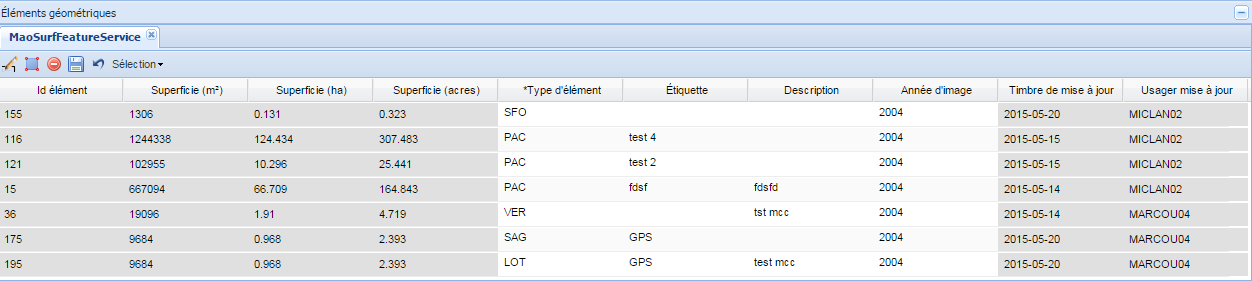 Éléments géométriques
MaoSurfFeatureService
Sélection
Id élément Superficie (m²) Superficie (ha) Superficie (acres) *Type d'élément Étiquette Description Année d'image Timbre de mise à jour Usager mise à jour
155 1306 0.131 0.323 SFO 2004 2015-05-20 MICLAN02
116 1244338 124.434 307.483 PAC test 4 2004 2015-05-15 MICLAN02
121 102955 10.296 25.441 PAC test 2 2004 2015-05-15 MICLAN02
15 667094 66.709 164.843 PAC fdsf fdsfd 2004 2015-05-14 MICLAN02
36 19096 1.91 4.719 VER tst mcc 2004 2015-05-14 MARCOU04
175 9684 0.968 2.393 SAG GPS 2004 2015-05-20 MARCOU04
195 9684 0.968 2.393 LOT GPS test mcc 2004 2015-05-20 MARCOU04